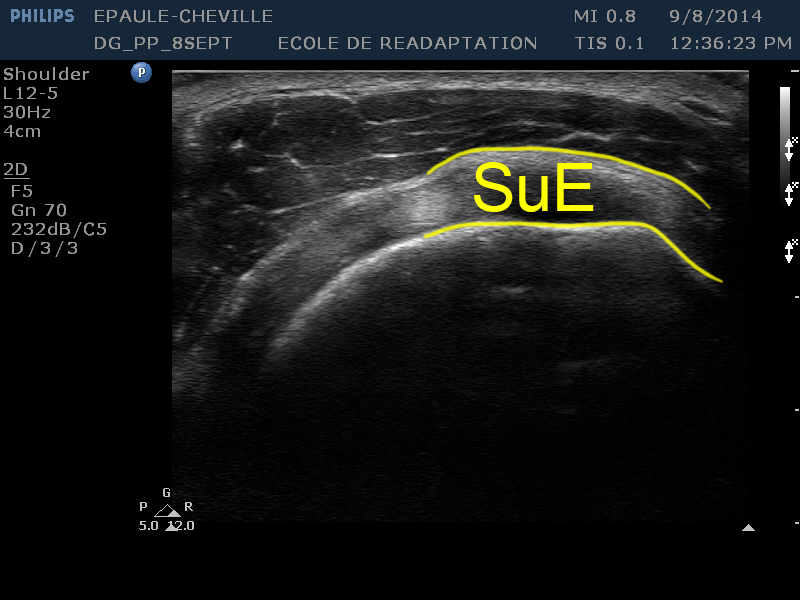 PHILIPS EPAULE-CHEVILLE MI 0.8 9/8/2014
DG_PP_8SEPT ECOLE DE READAPTATION TIS 0.1 12:36:23 PM
Shoulder P
L12-5
30Hz
4cm
2D
F5
Gn 70
232dB/C5
D/3/3
SuE
G
P R
5.0 12.0